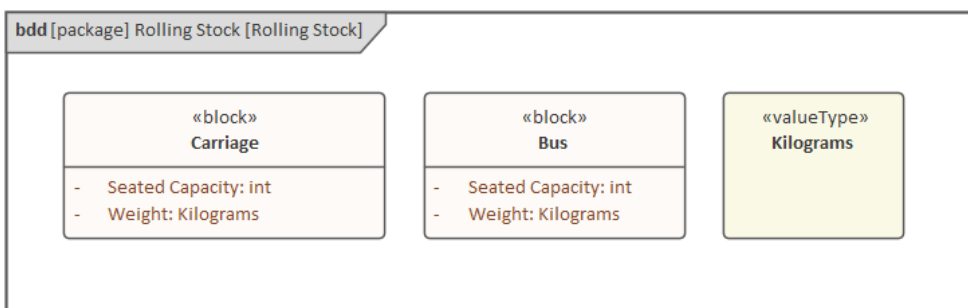 bdd [package] Rolling Stock [Rolling Stock]
«block»
Carriage
- Seated Capacity: int
- Weight: Kilograms
«block»
Bus
- Seated Capacity: int
- Weight: Kilograms
«valueType»
Kilograms